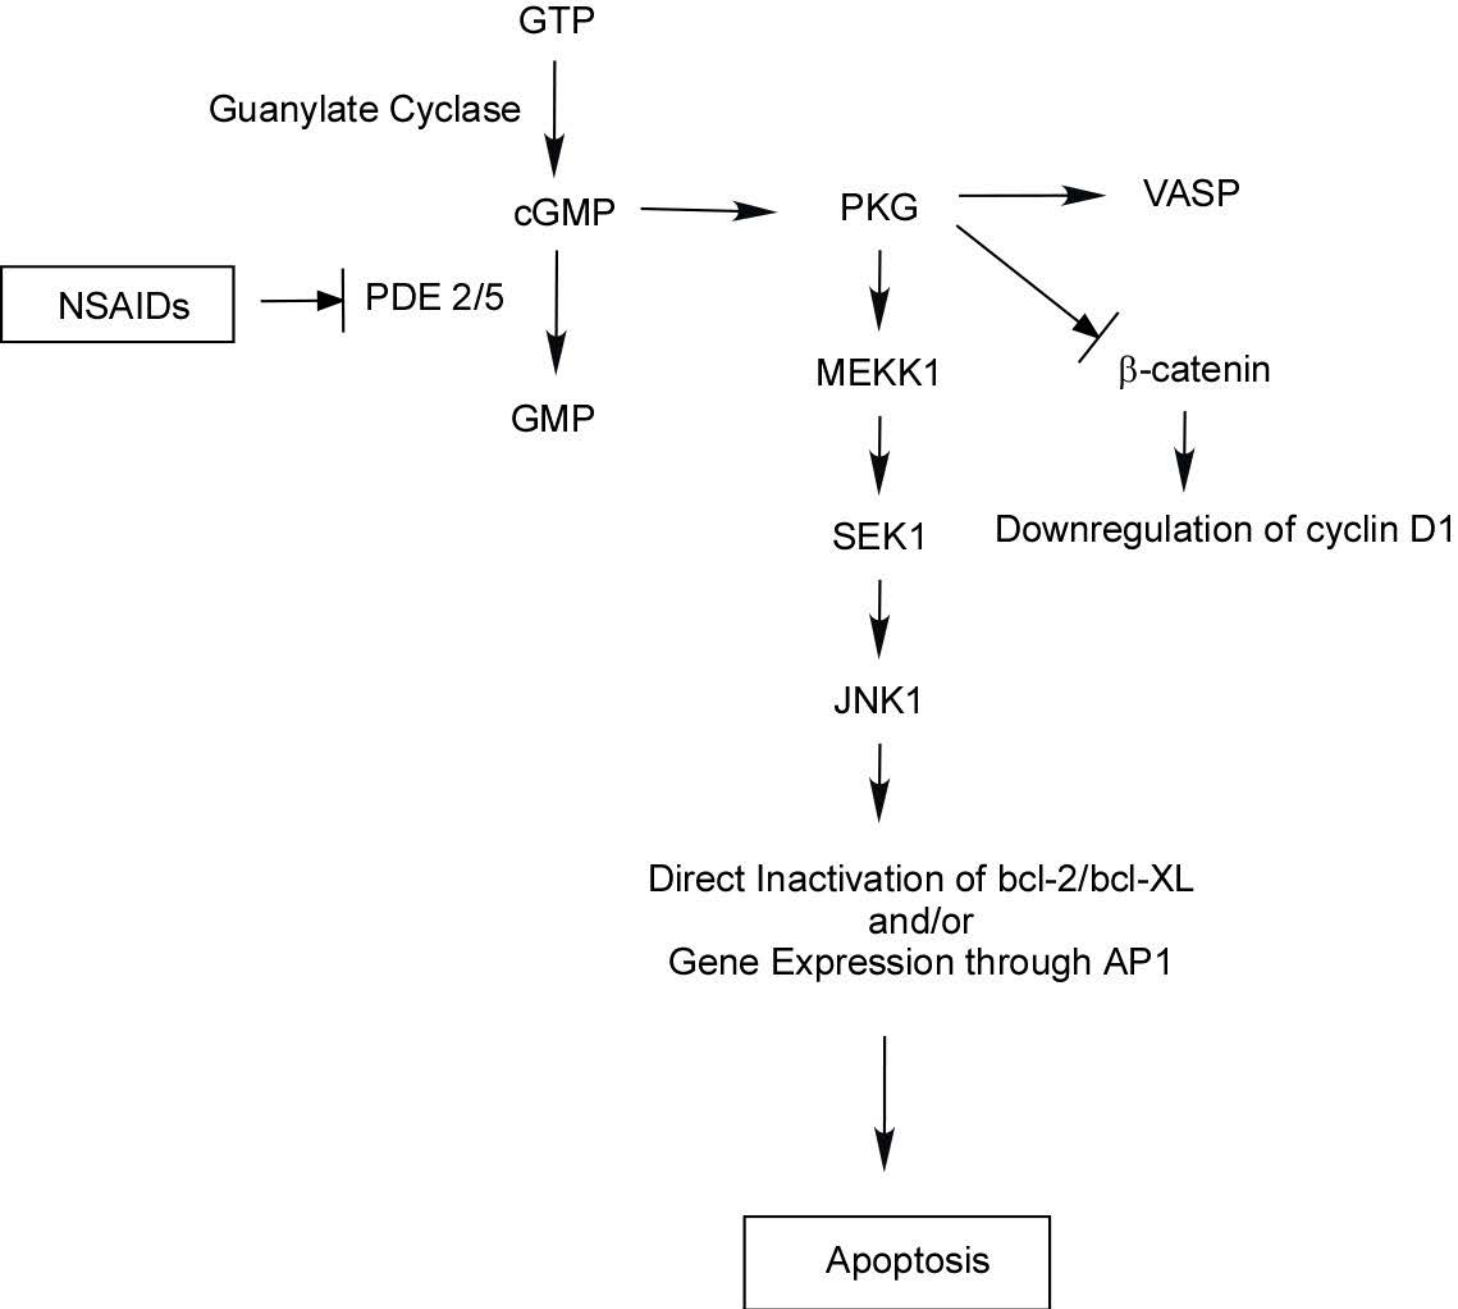 GTP
Guanylate Cyclase
cGMP
PKG
VASP
NSAIDs
PDE 2/5
GMP
MEKK1
β-catenin
SEK1
Downregulation of cyclin D1
JNK1
Direct Inactivation of bcl-2/bcl-XL
and/or
Gene Expression through AP1
Apoptosis